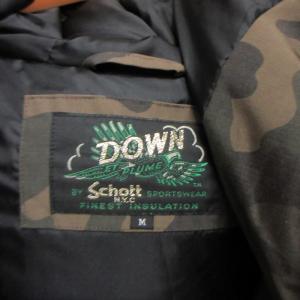 DOWN
ET PLUME
BY Schott SPORTSWEAR
N.Y.C
FINEST INSULATION
M